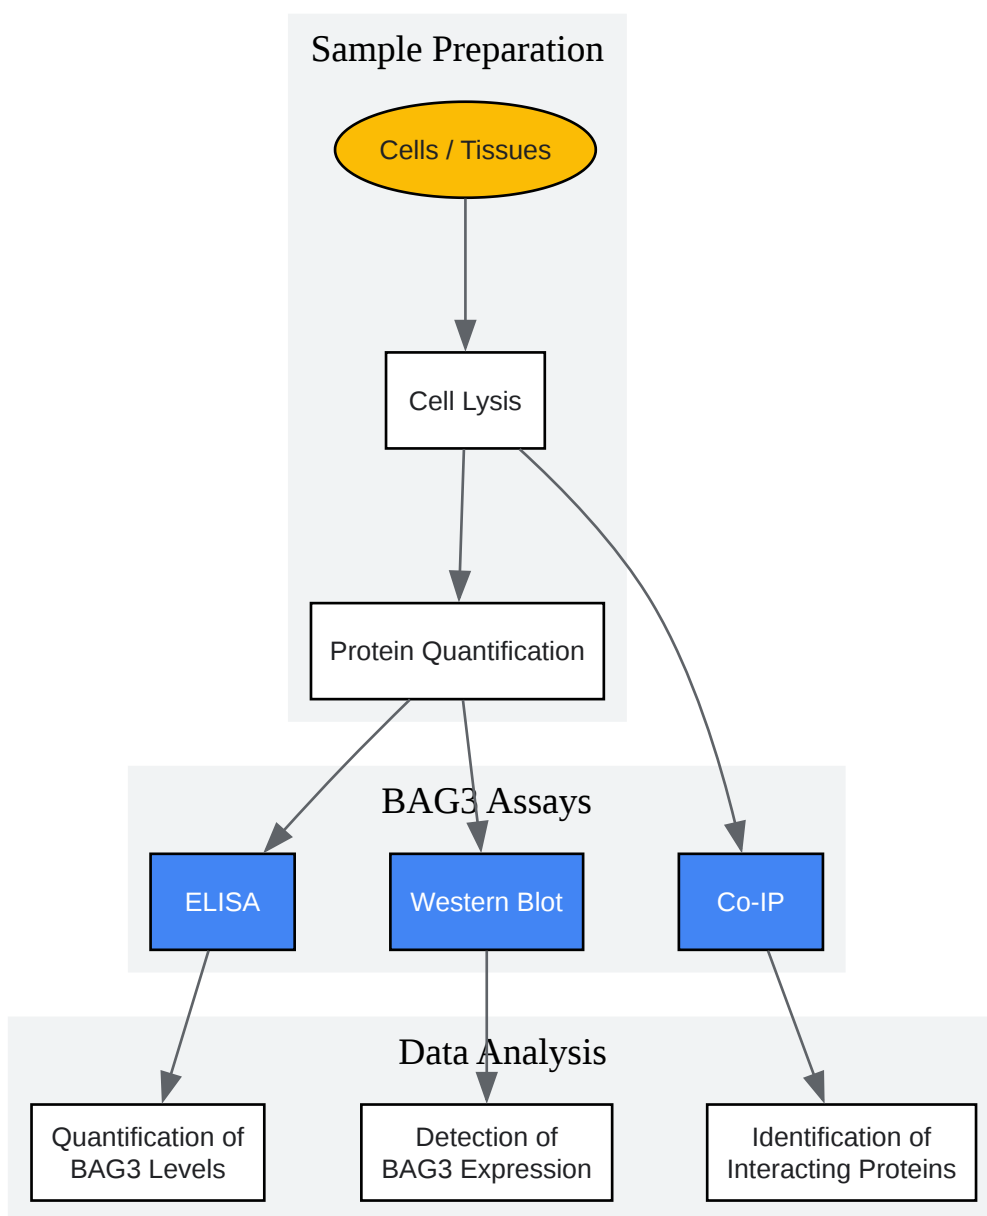 Sample Preparation
Cells / Tissues
Cell Lysis
Protein Quantification
BAG3 Assays
ELISA
Western Blot
Co-IP
Data Analysis
Quantification of
BAG3 Levels
Detection of
BAG3 Expression
Identification of
Interacting Proteins